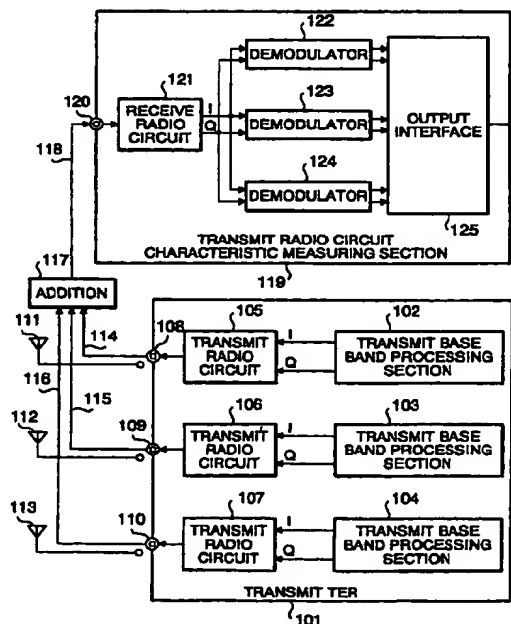 122
DEMODULATOR
121
120
RECEIVE
RADIO
CIRCUIT
I
Q
123
DEMODULATOR
OUTPUT
INTERFACE
118
124
DEMODULATOR
125
TRANSMIT RADIO CIRCUIT
CHARACTERISTIC MEASURING SECTION
119
117
ADDITION
111
114
108
105
TRANSMIT
RADIO
CIRCUIT
I
Q
102
TRANSMIT BASE
BAND PROCESSING
SECTION
116
115
112
109
106
TRANSMIT
RADIO
CIRCUIT
I
Q
103
TRANSMIT BASE
BAND PROCESSING
SECTION
113
110
107
TRANSMIT
RADIO
CIRCUIT
I
Q
104
TRANSMIT BASE
BAND PROCESSING
SECTION
TRANSMIT TER
101